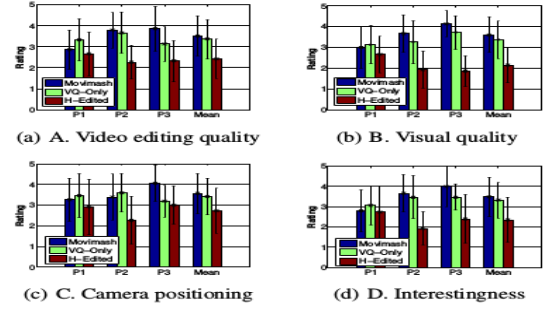 5
4
3
2
1
0
Rating
Movimash
VQ-Only
H-Edited
P1 P2 P3 Mean
(a) A. Video editing quality
5
4
3
2
1
0
Rating
Movimash
VQ-Only
H-Edited
P1 P2 P3 Mean
(b) B. Visual quality
5
4
3
2
1
0
Rating
Movimash
VQ-Only
H-Edited
P1 P2 P3 Mean
(c) C. Camera positioning
5
4
3
2
1
0
Rating
Movimash
VQ-Only
H-Edited
P1 P2 P3 Mean
(d) D. Interestingness